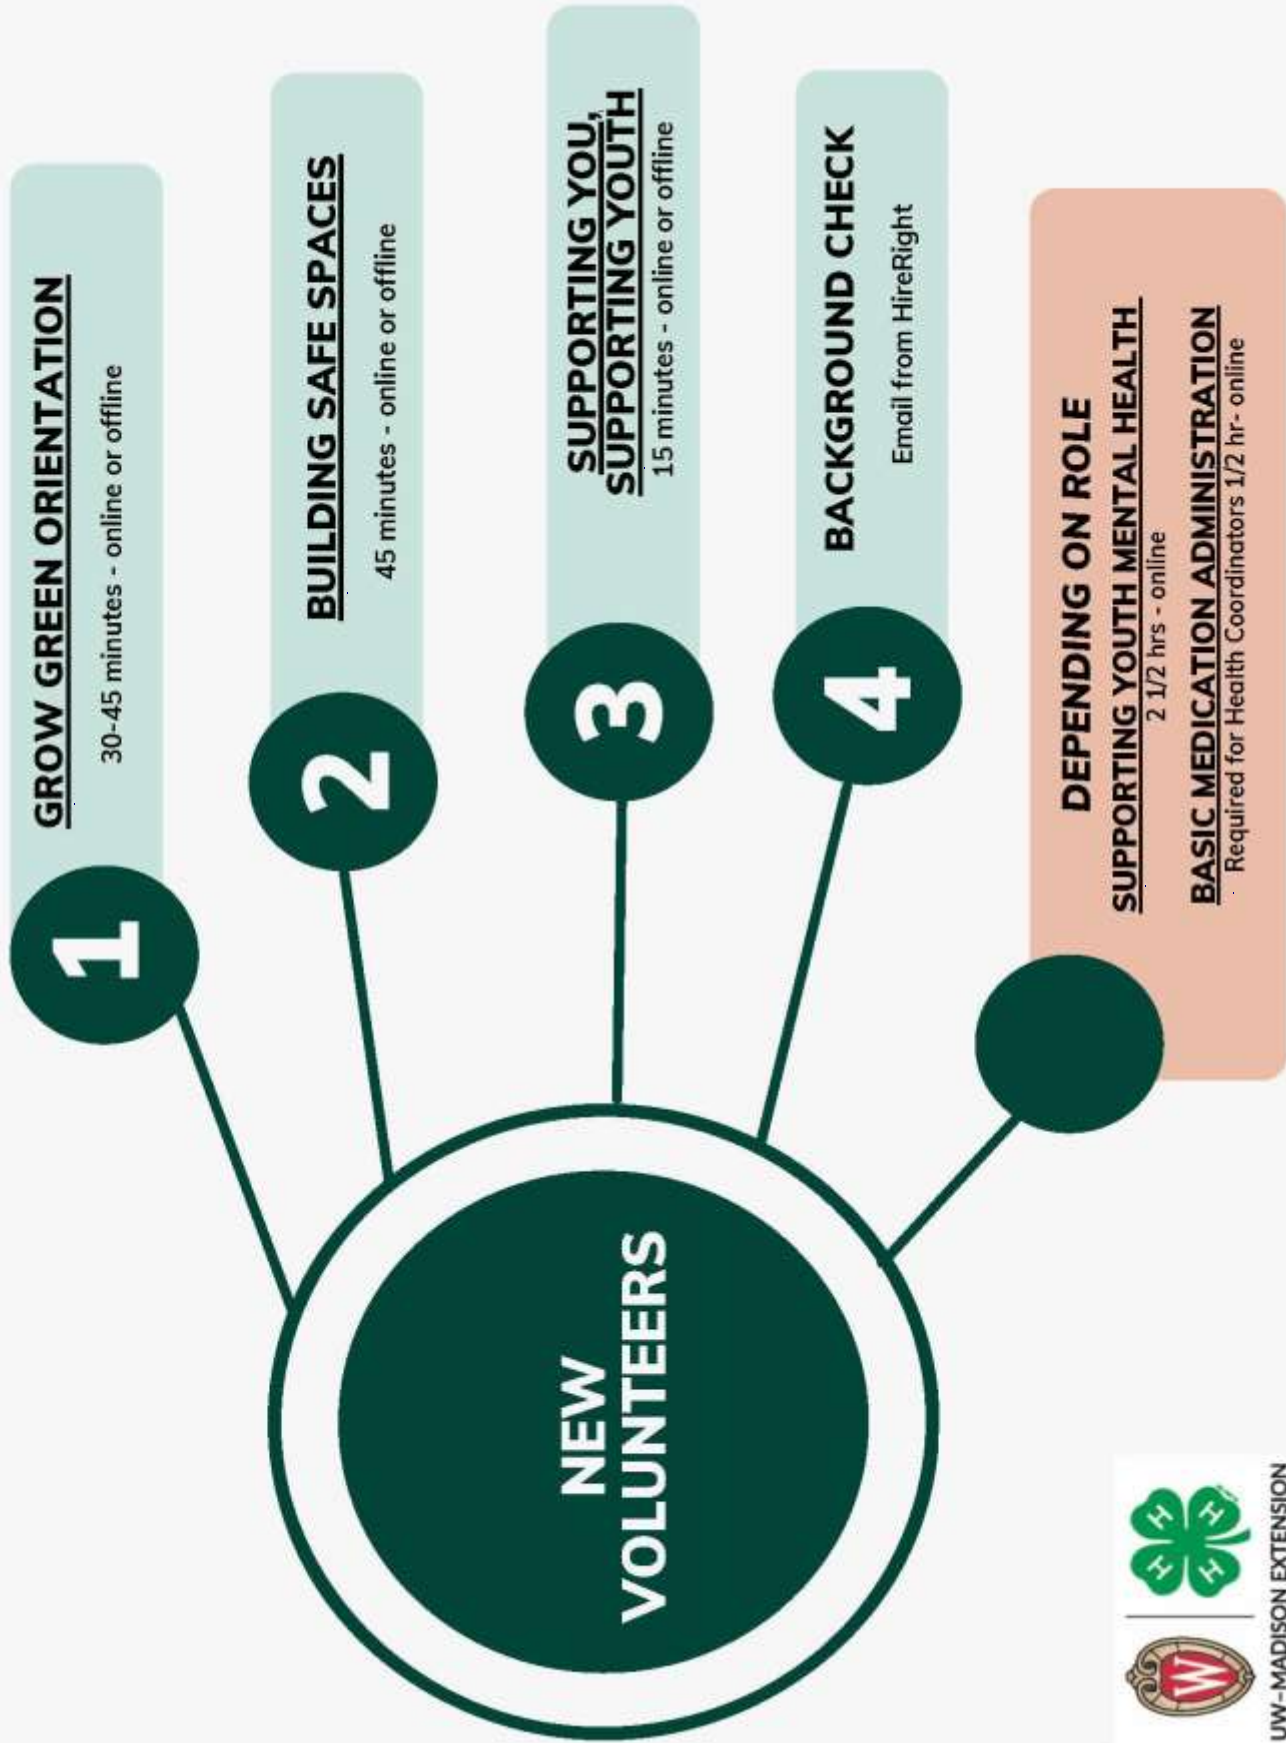 NEW
VOLUNTEERS
1
GROW GREEN ORIENTATION
30-45 minutes - online or offline
2
BUILDING SAFE SPACES
45 minutes - online or offline
3
SUPPORTING YOU,
SUPPORTING YOUTH
15 minutes - online or offline
4
BACKGROUND CHECK
Email from HireRight
DEPENDING ON ROLE
SUPPORTING YOUTH MENTAL HEALTH
2 1/2 hrs - online
BASIC MEDICATION ADMINISTRATION
Required for Health Coordinators 1/2 hr- online
W
H H
H H
UW-MADISON EXTENSION